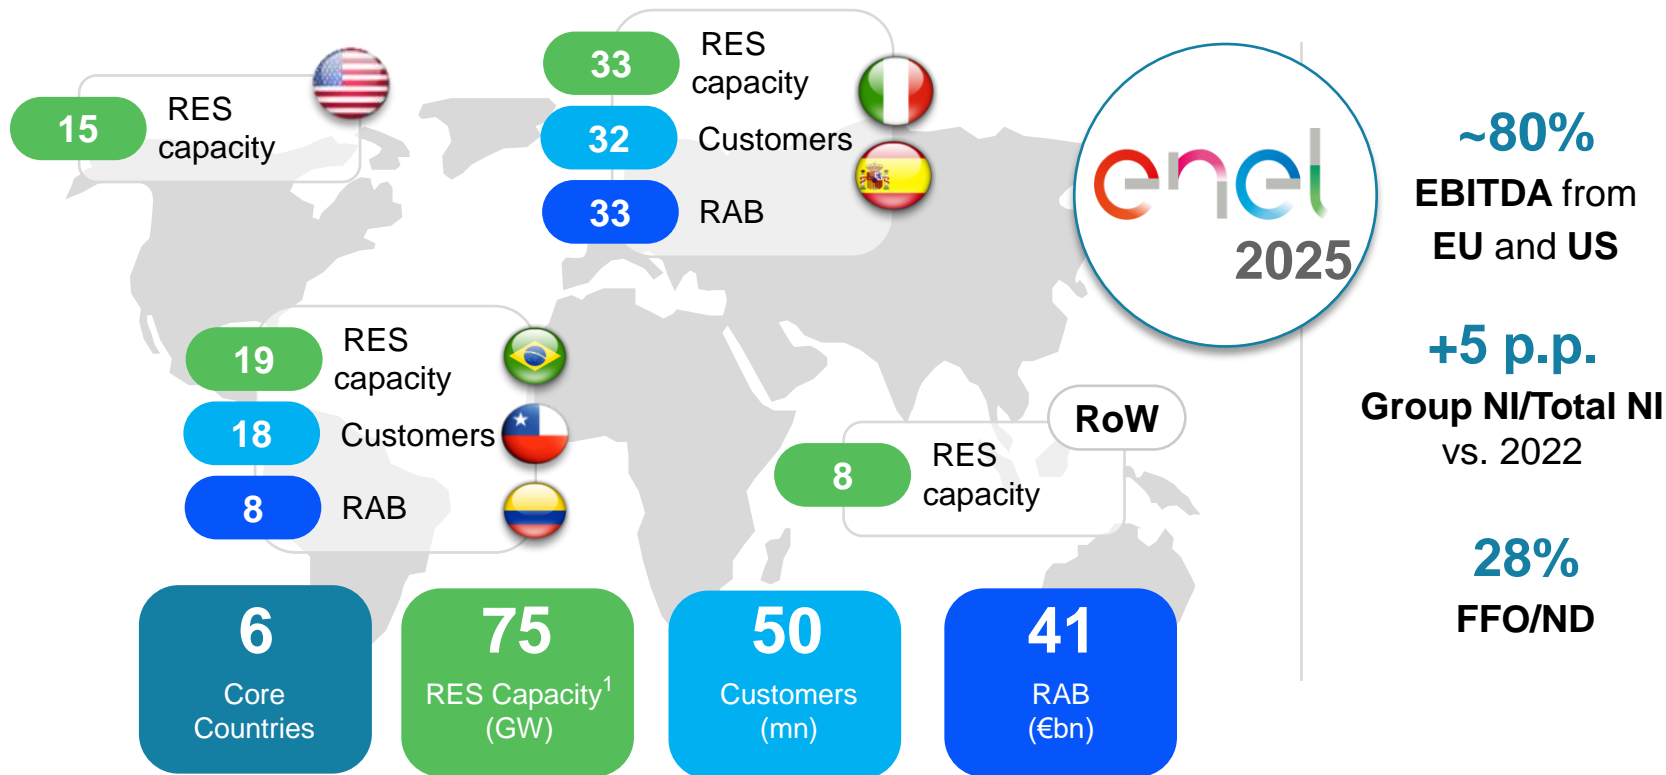 15
RES
capacity
33
RES
capacity
32
Customers
33
RAB
19
RES
capacity
18
Customers
8
RAB
RoW
8
RES
capacity
enel
2025
~80%
EBITDA from
EU and US
+5 p.p.
Group NI/Total NI
vs. 2022
28%
FFO/ND
6
Core
Countries
75
RES Capacity¹
(GW)
50
Customers
(mn)
41
RAB
(€bn)